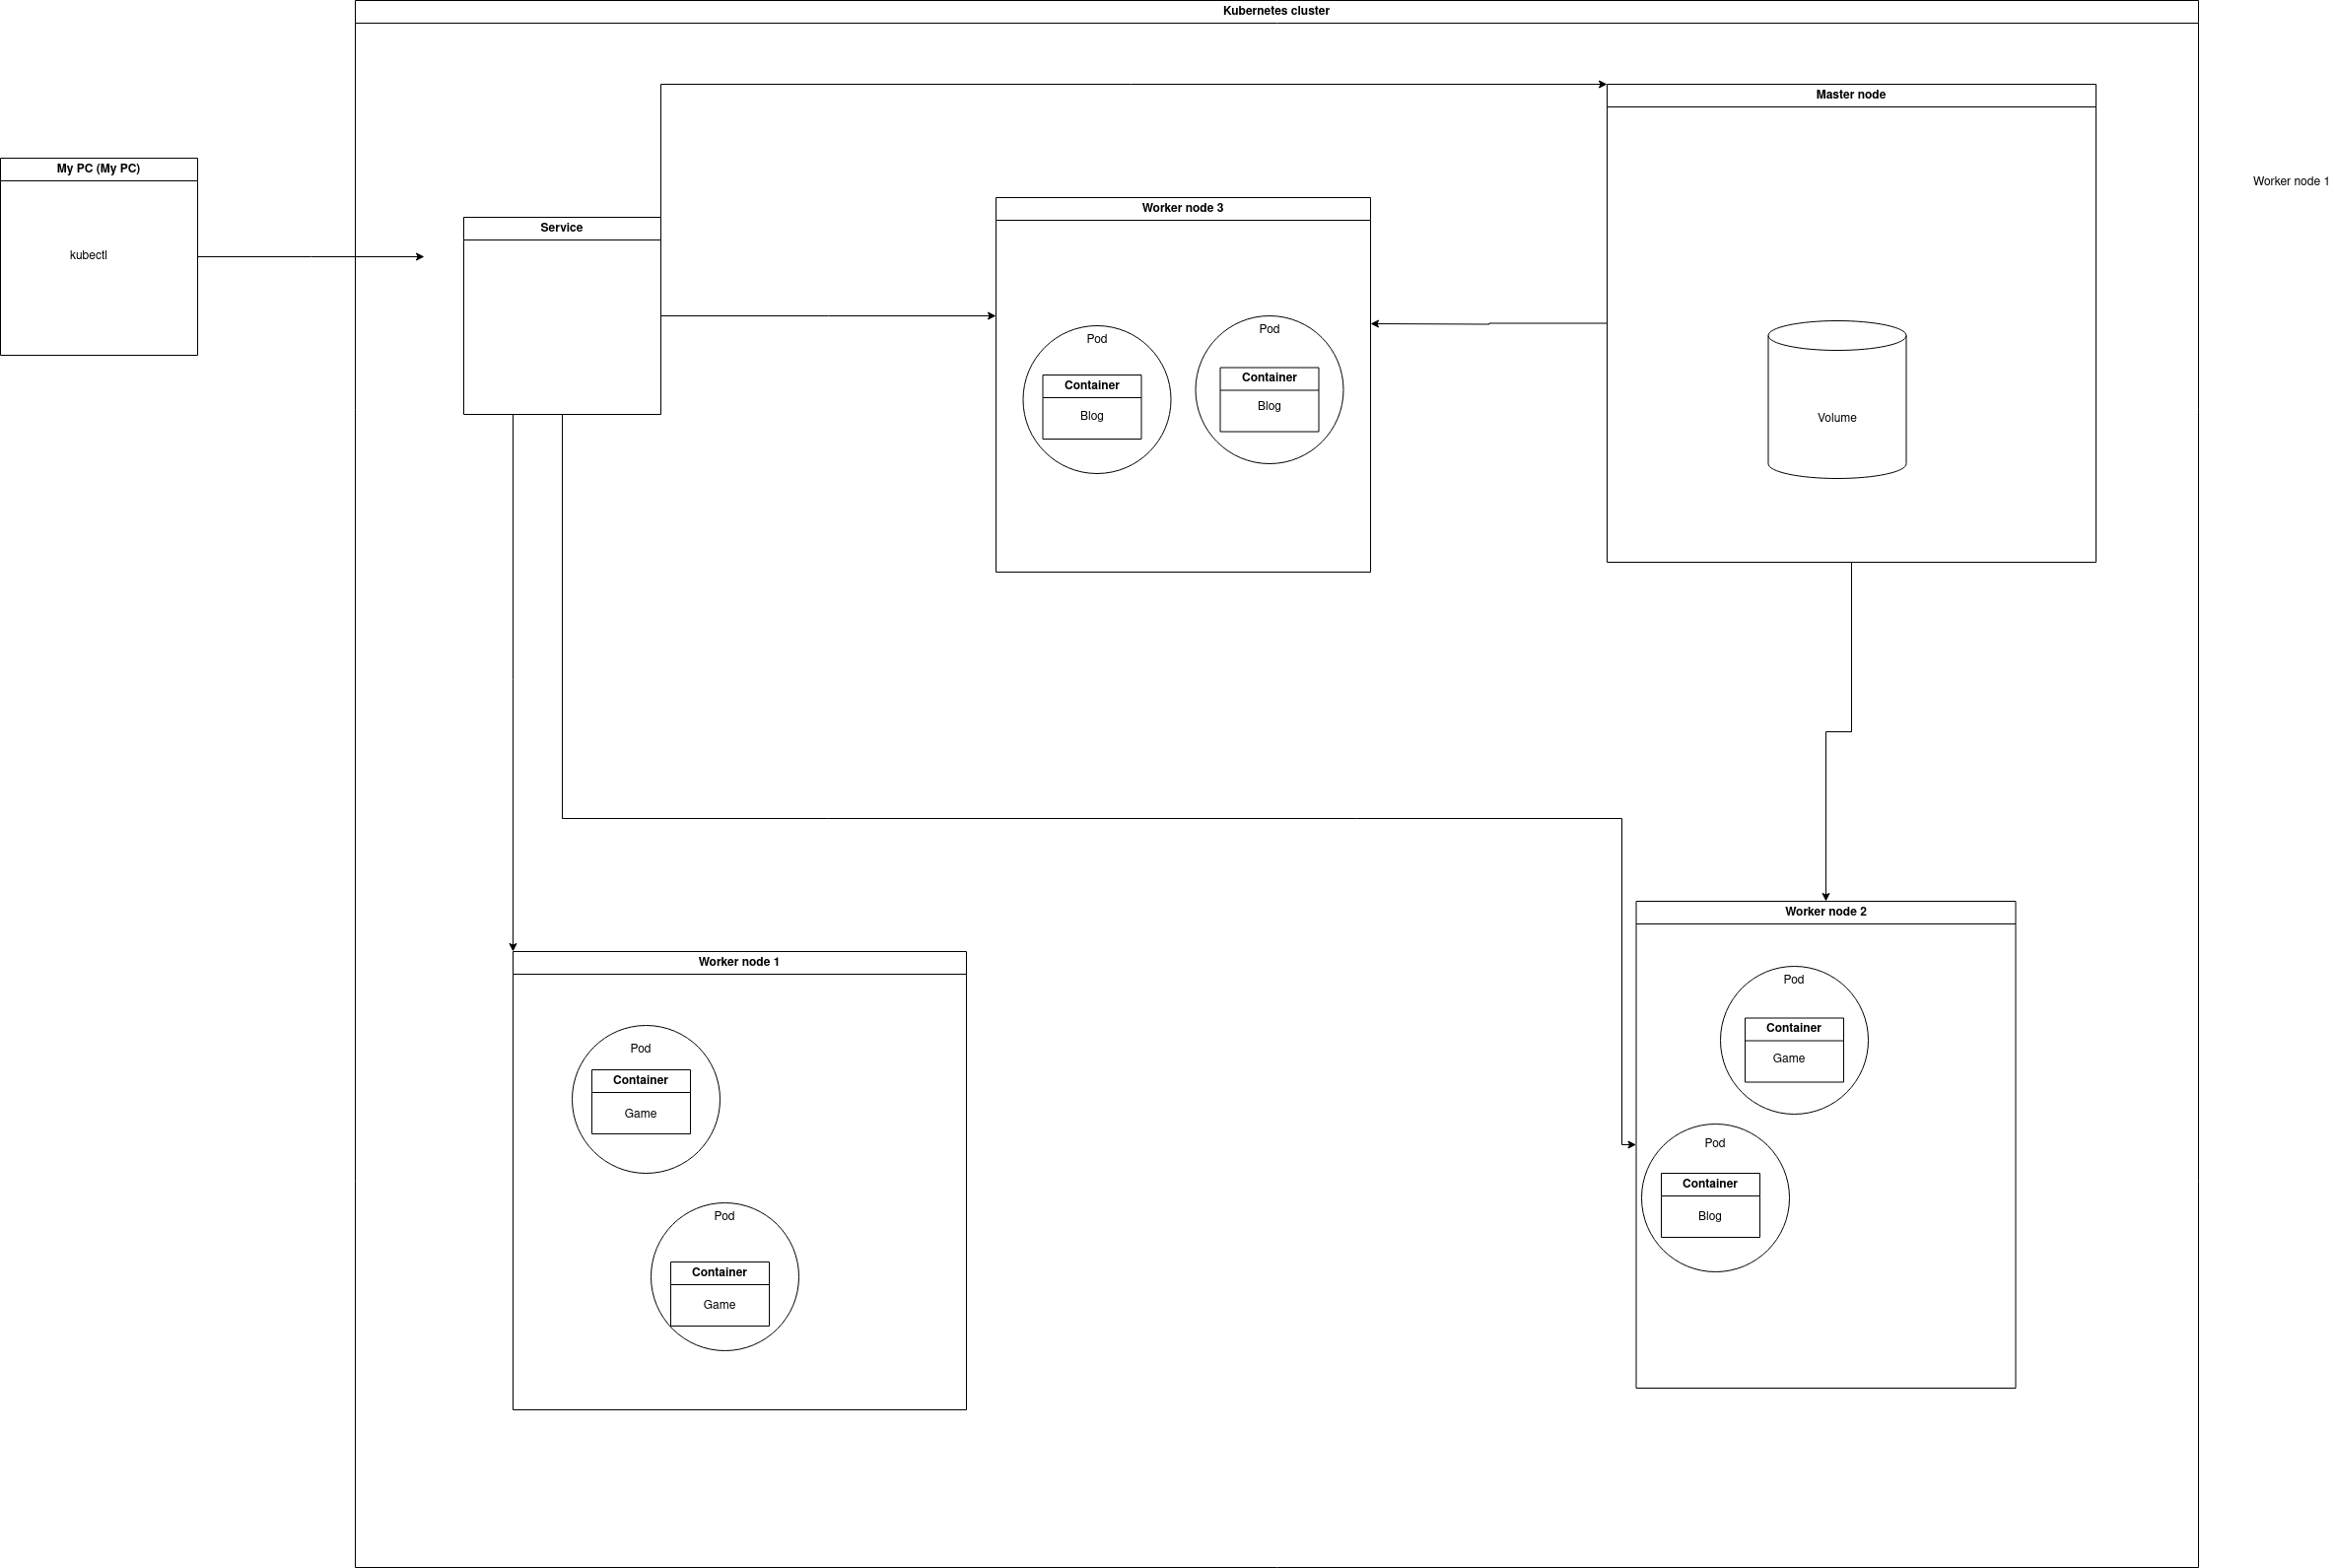 Kubernetes cluster
Master node
My PC (My PC)
Worker node 1
Worker node 3
Service
kubectl
Pod
Pod
Container
Container
Blog
Blog
Volume
Worker node 2
Worker node 1
Pod
Container
Game
Pod
Container
Game
Pod
Container
Blog
Pod
Container
Game